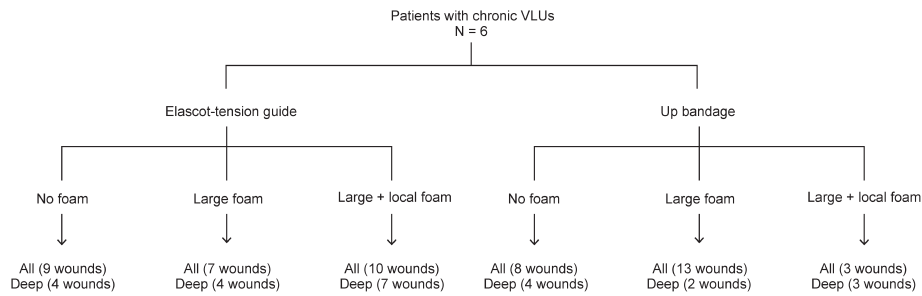 Patients with chronic VLUs
N = 6
Elascot-tension guide
Up bandage
No foam
Large foam
Large + local foam
No foam
Large foam
Large + local foam
All (9 wounds)
Deep (4 wounds)
All (7 wounds)
Deep (4 wounds)
All (10 wounds)
Deep (7 wounds)
All (8 wounds)
Deep (4 wounds)
All (13 wounds)
Deep (2 wounds)
All (3 wounds)
Deep (3 wounds)